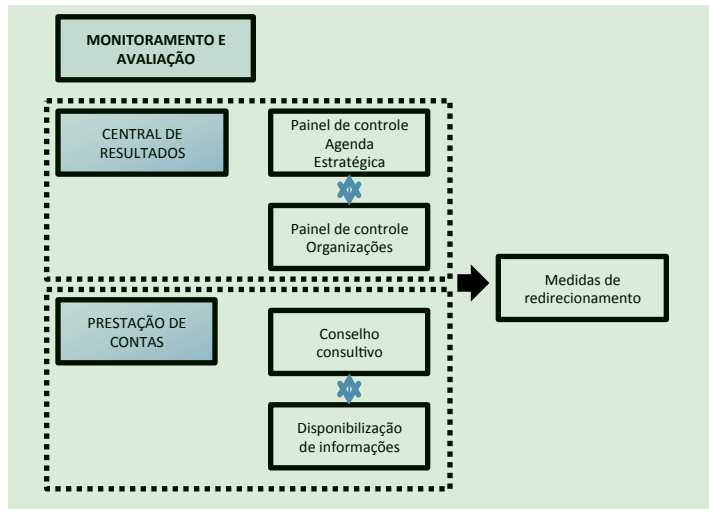 MONITORAMENTO E
AVALIAÇÃO
CENTRAL DE
RESULTADOS
Painel de controle
Agenda
Estratégica
Painel de controle
Organizações
Medidas de
redirecionamento
PRESTAÇÃO DE
CONTAS
Conselho
consultivo
Disponibilização
de informações